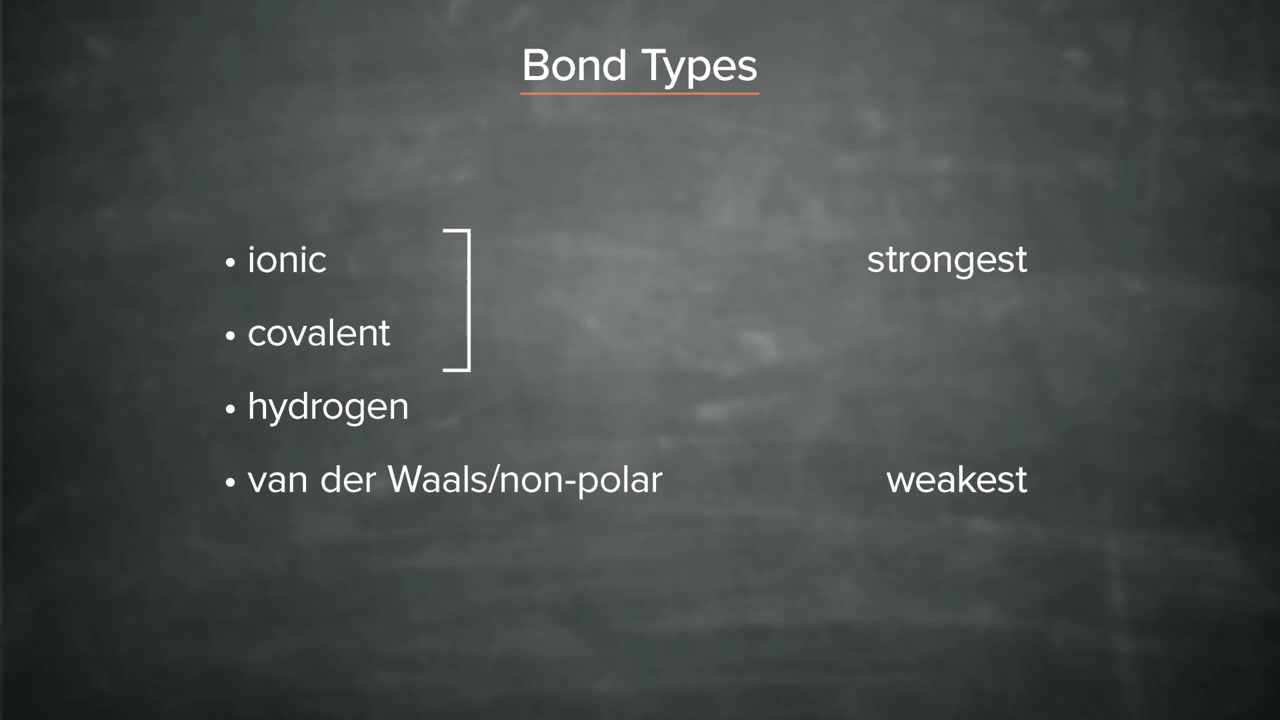 Bond Types
• ionic strongest
• covalent
• hydrogen
• van der Waals/non-polar weakest